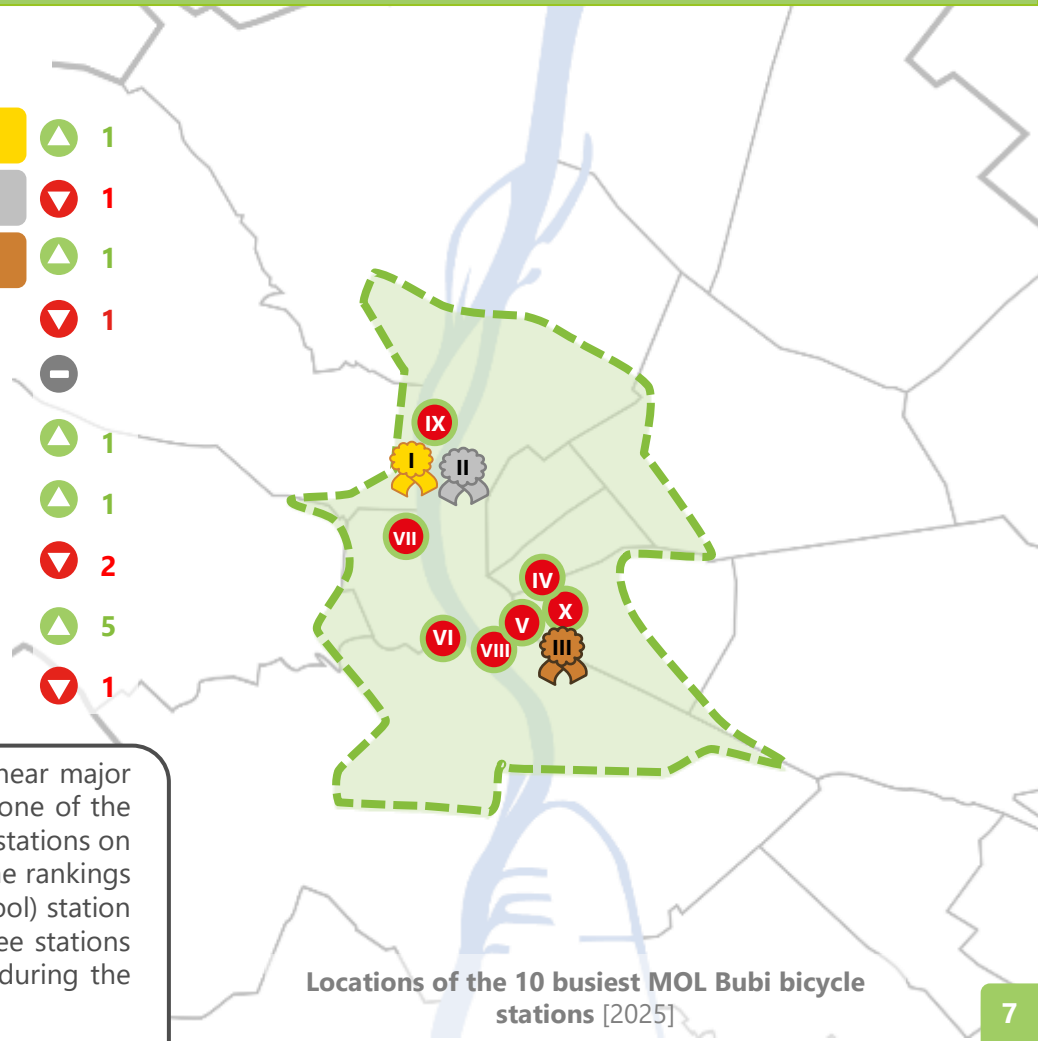 1
1
1
1
1
1
2
5
1
IX
I
II
VII
IV
X
V
VI
VIII
III
near major
one of the
stations on
he rankings
ool) station
ee stations
during the
Locations of the 10 busiest MOL Bubi bicycle
stations [2025]
7